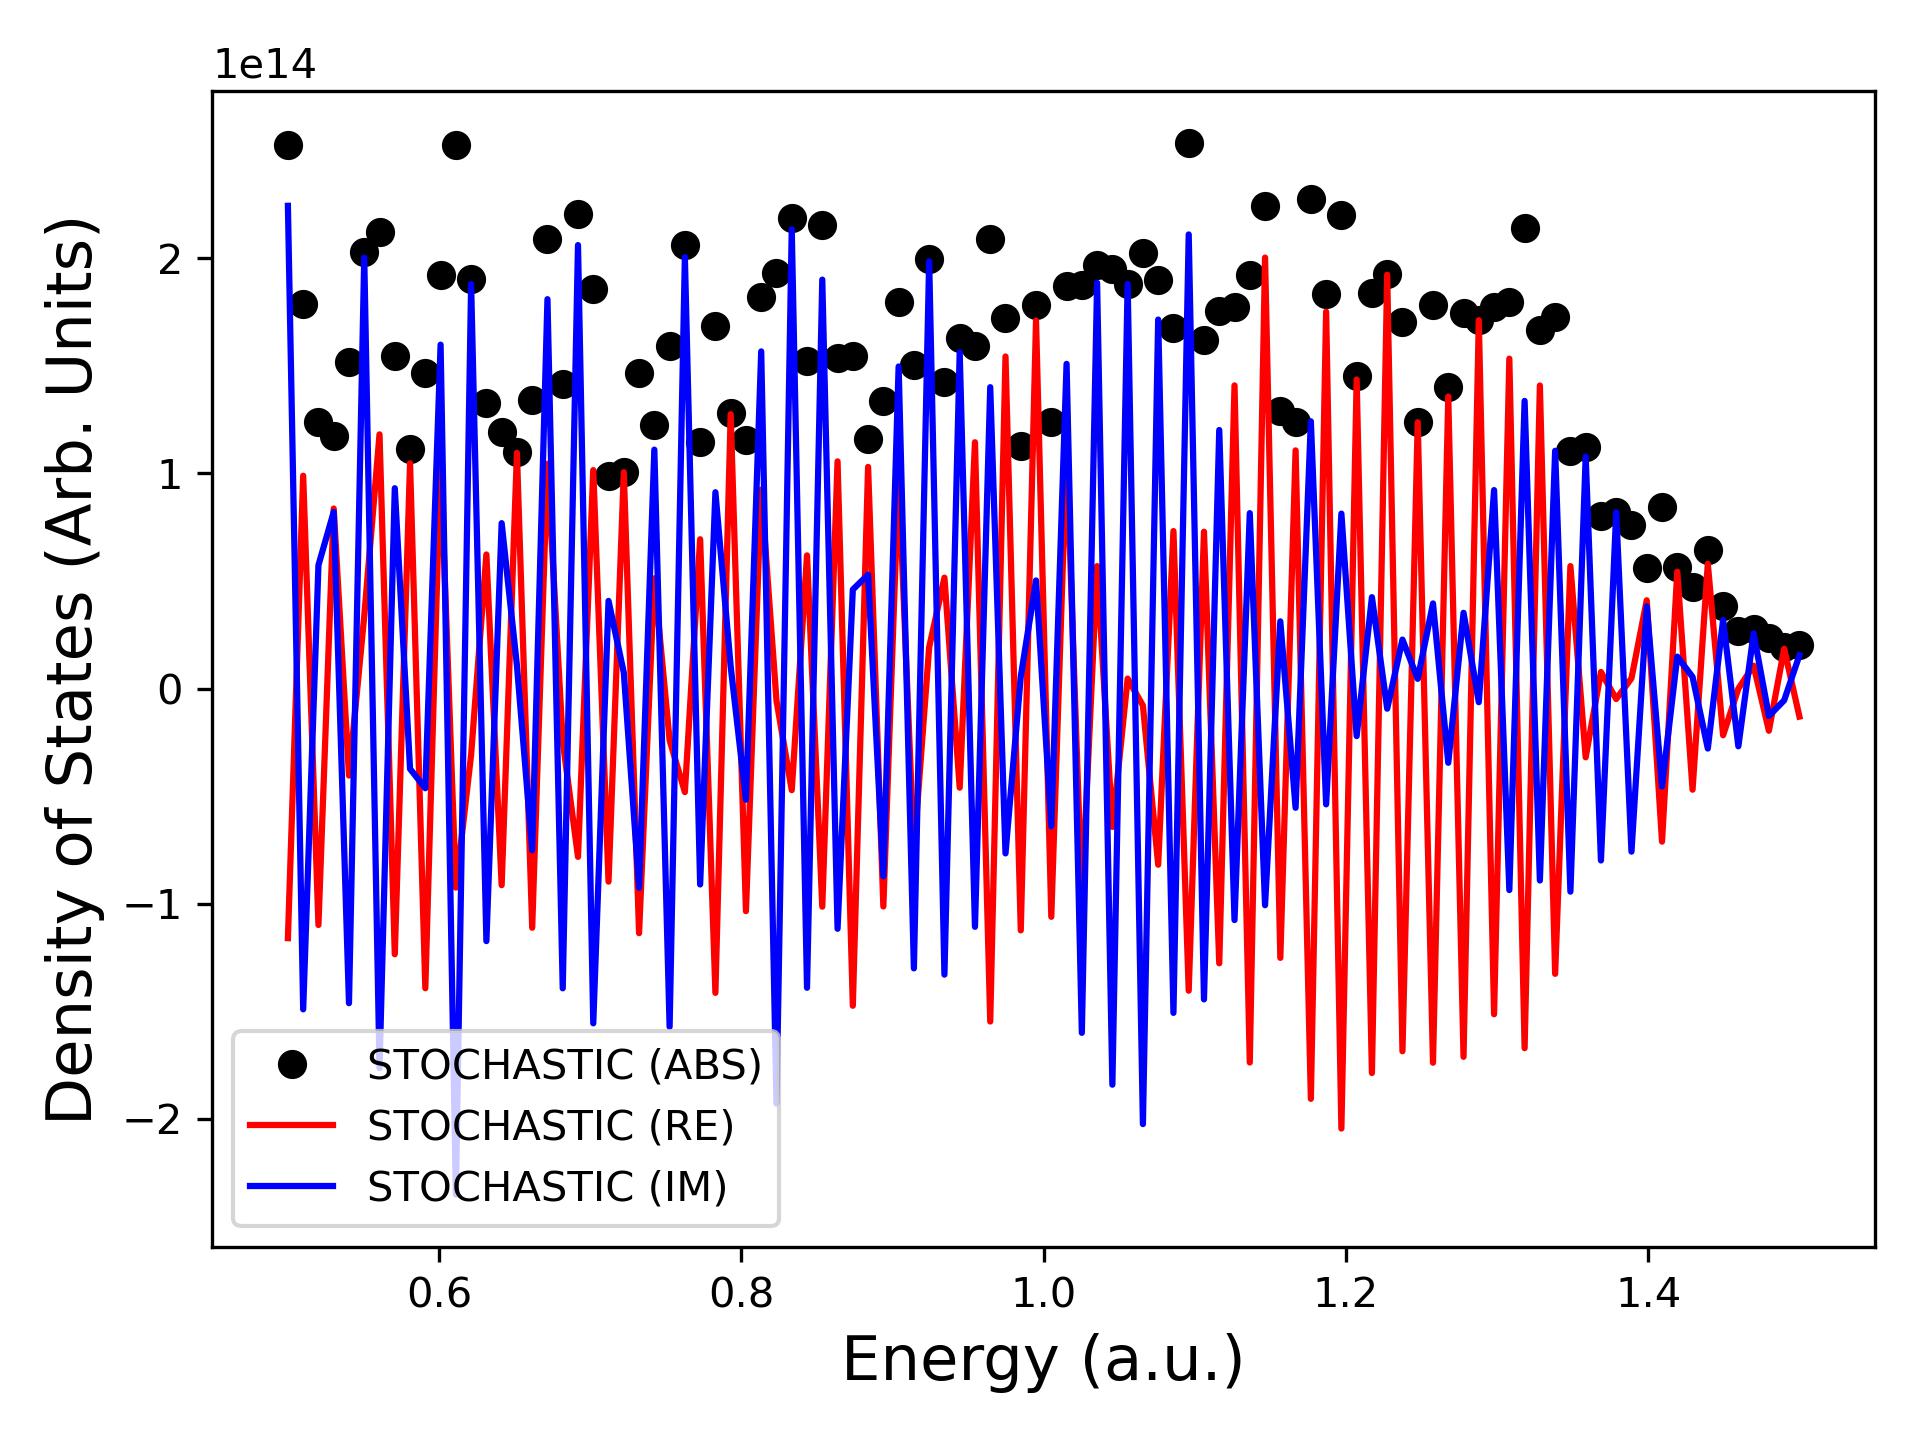 1e14
Density of States (Arb. Units)
2
1
0
−1
−2
STOCHASTIC (ABS)
STOCHASTIC (RE)
STOCHASTIC (IM)
0.6 0.8 1.0 1.2 1.4
Energy (a.u.)